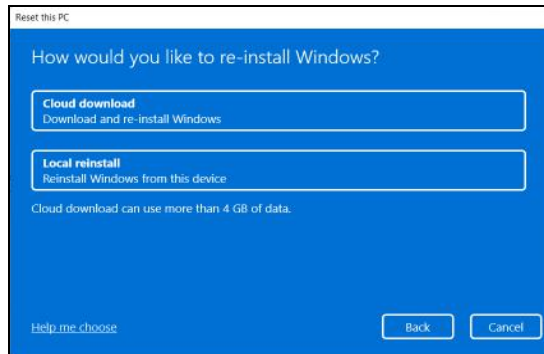 Reset this PC
How would you like to re-install Windows?
Cloud download
Download and re-install Windows
Local reinstall
Reinstall Windows from this device
Cloud download can use more than 4 GB of data.
Help me choose
Back
Cancel